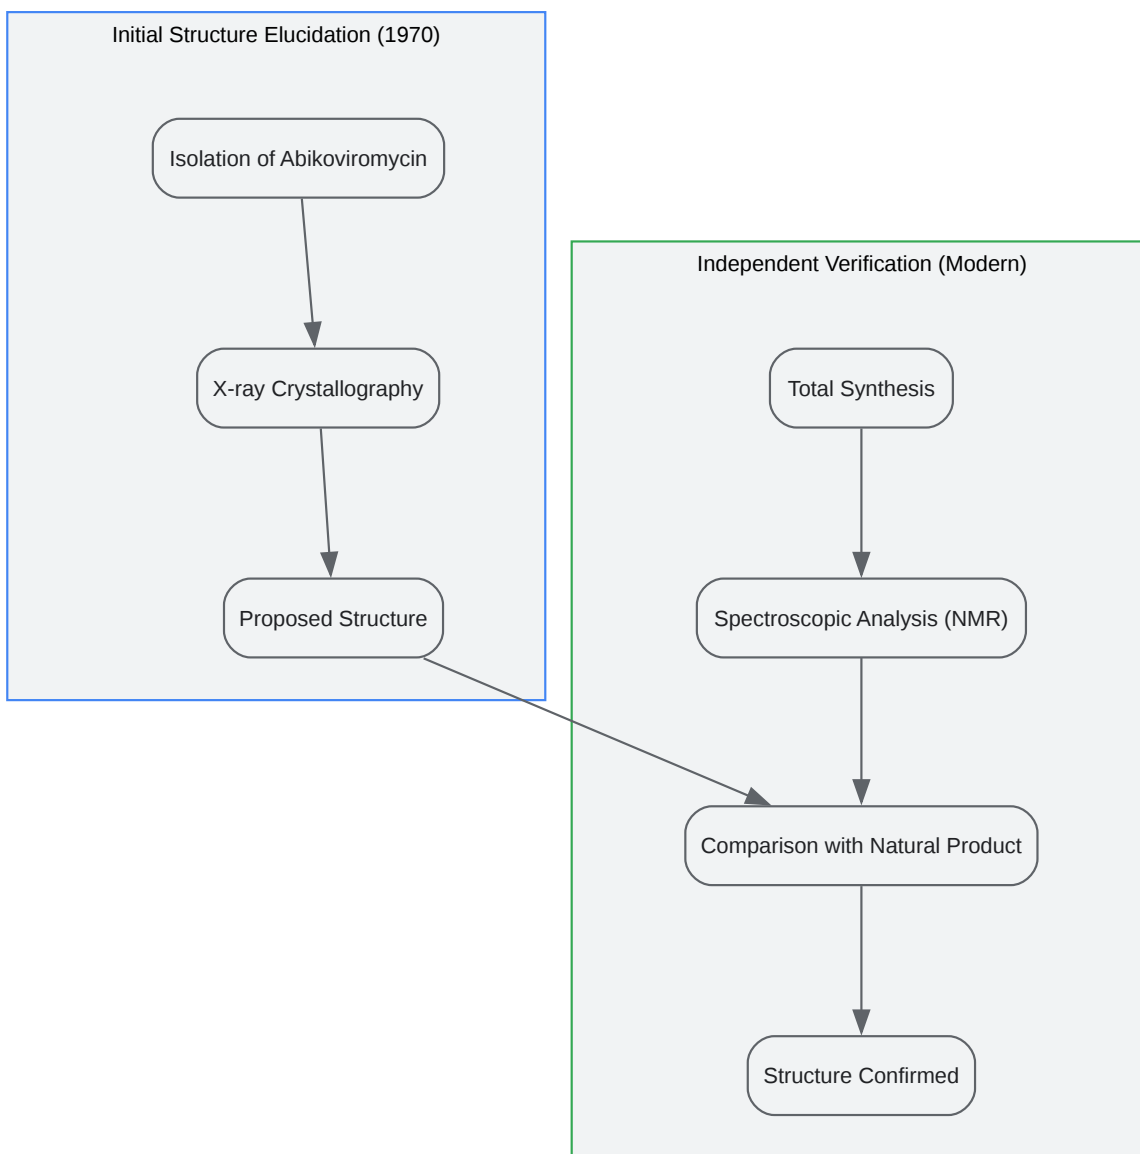 Initial Structure Elucidation (1970)
Isolation of Abikoviromycin
X-ray Crystallography
Proposed Structure
Independent Verification (Modern)
Total Synthesis
Spectroscopic Analysis (NMR)
Comparison with Natural Product
Structure Confirmed